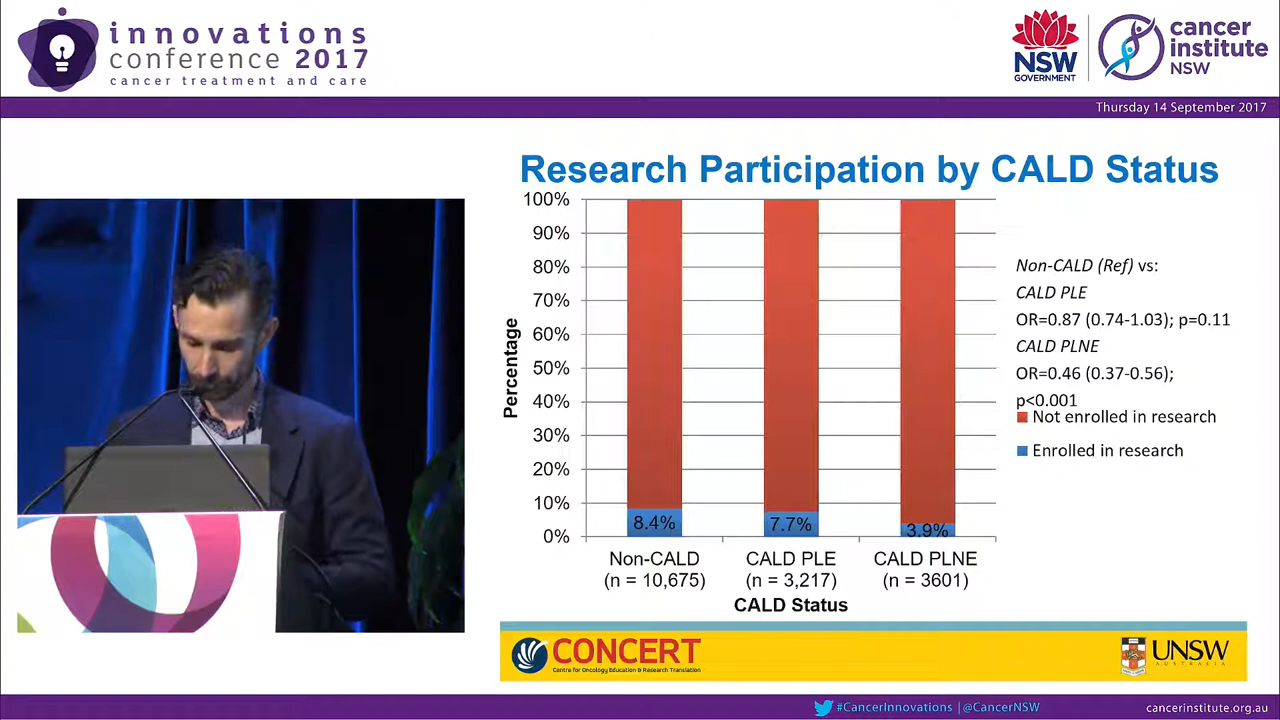 innovations
conference 2017
cancer treatment and care
NSW
GOVERNMENT
cancer
institute
NSW
Thursday 14 September 2017
Research Participation by CALD Status
100%
90%
80%
70%
60%
50%
40%
30%
20%
10%
0%
Percentage
8.4%
7.7%
3.9%
Non-CALD
(n = 10,675)
CALD PLE
(n = 3,217)
CALD PLNE
(n = 3601)
CALD Status
Non-CALD (Ref) vs:
CALD PLE
OR=0.87 (0.74-1.03); p=0.11
CALD PLNE
OR=0.46 (0.37-0.56);
p<0.001
Not enrolled in research
Enrolled in research
CONCERT
Centre for Oncology Education & Research Translation
UNSW
AUSTRALIA
#CancerInnovations | @CancerNSW
cancerinstitute.org.au